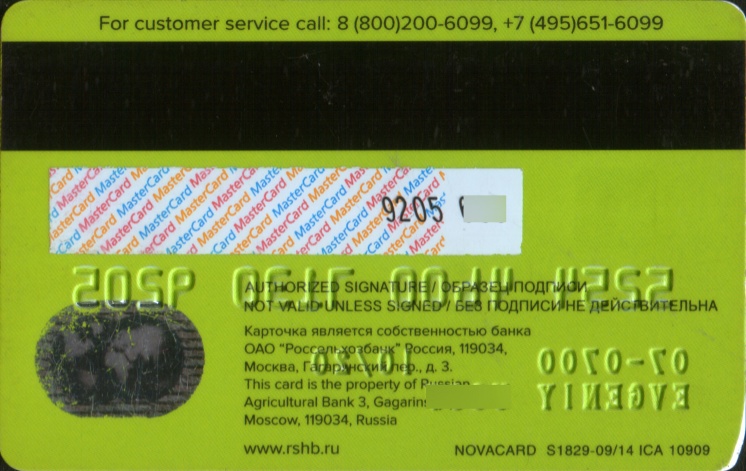 For customer service call: 8 (800)200-6099, +7 (495)651-6099
9205
AUTHORIZED SIGNATURE / ОБРАЗЕЦ ПОДПИСИ
NOT VALID UNLESS SIGNED / БЕЗ ПОДПИСИ НЕ ДЕЙСТВИТЕЛЬНА
Карточка является собственностью банка
ОАО "Россельхозбанк" Россия, 119034,
Москва, Гагаринский пер., д. 3.
This card is the property of Russian
Agricultural Bank 3, Gagarins
Moscow, 119034, Russia
EVGENIY
www.rshb.ru
NOVACARD S1829-09/14 ICA 10909